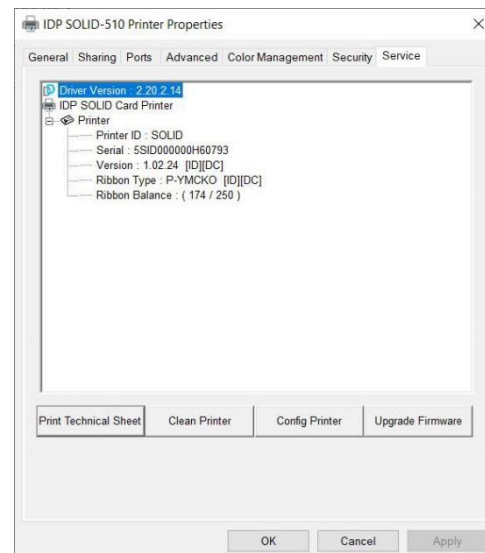 IDP SOLID-510 Printer Properties
General Sharing Ports Advanced Color Management Security Service
Driver Version : 2.20.2.14
IDP SOLID Card Printer
Printer
Printer ID : SOLID
Serial : 5SID000000H60793
Version : 1.02.24 [ID][DC]
Ribbon Type : P-YMCKO [ID][DC]
Ribbon Balance : ( 174 / 250 )
Print Technical Sheet Clean Printer Config Printer Upgrade Firmware
OK Cancel Apply